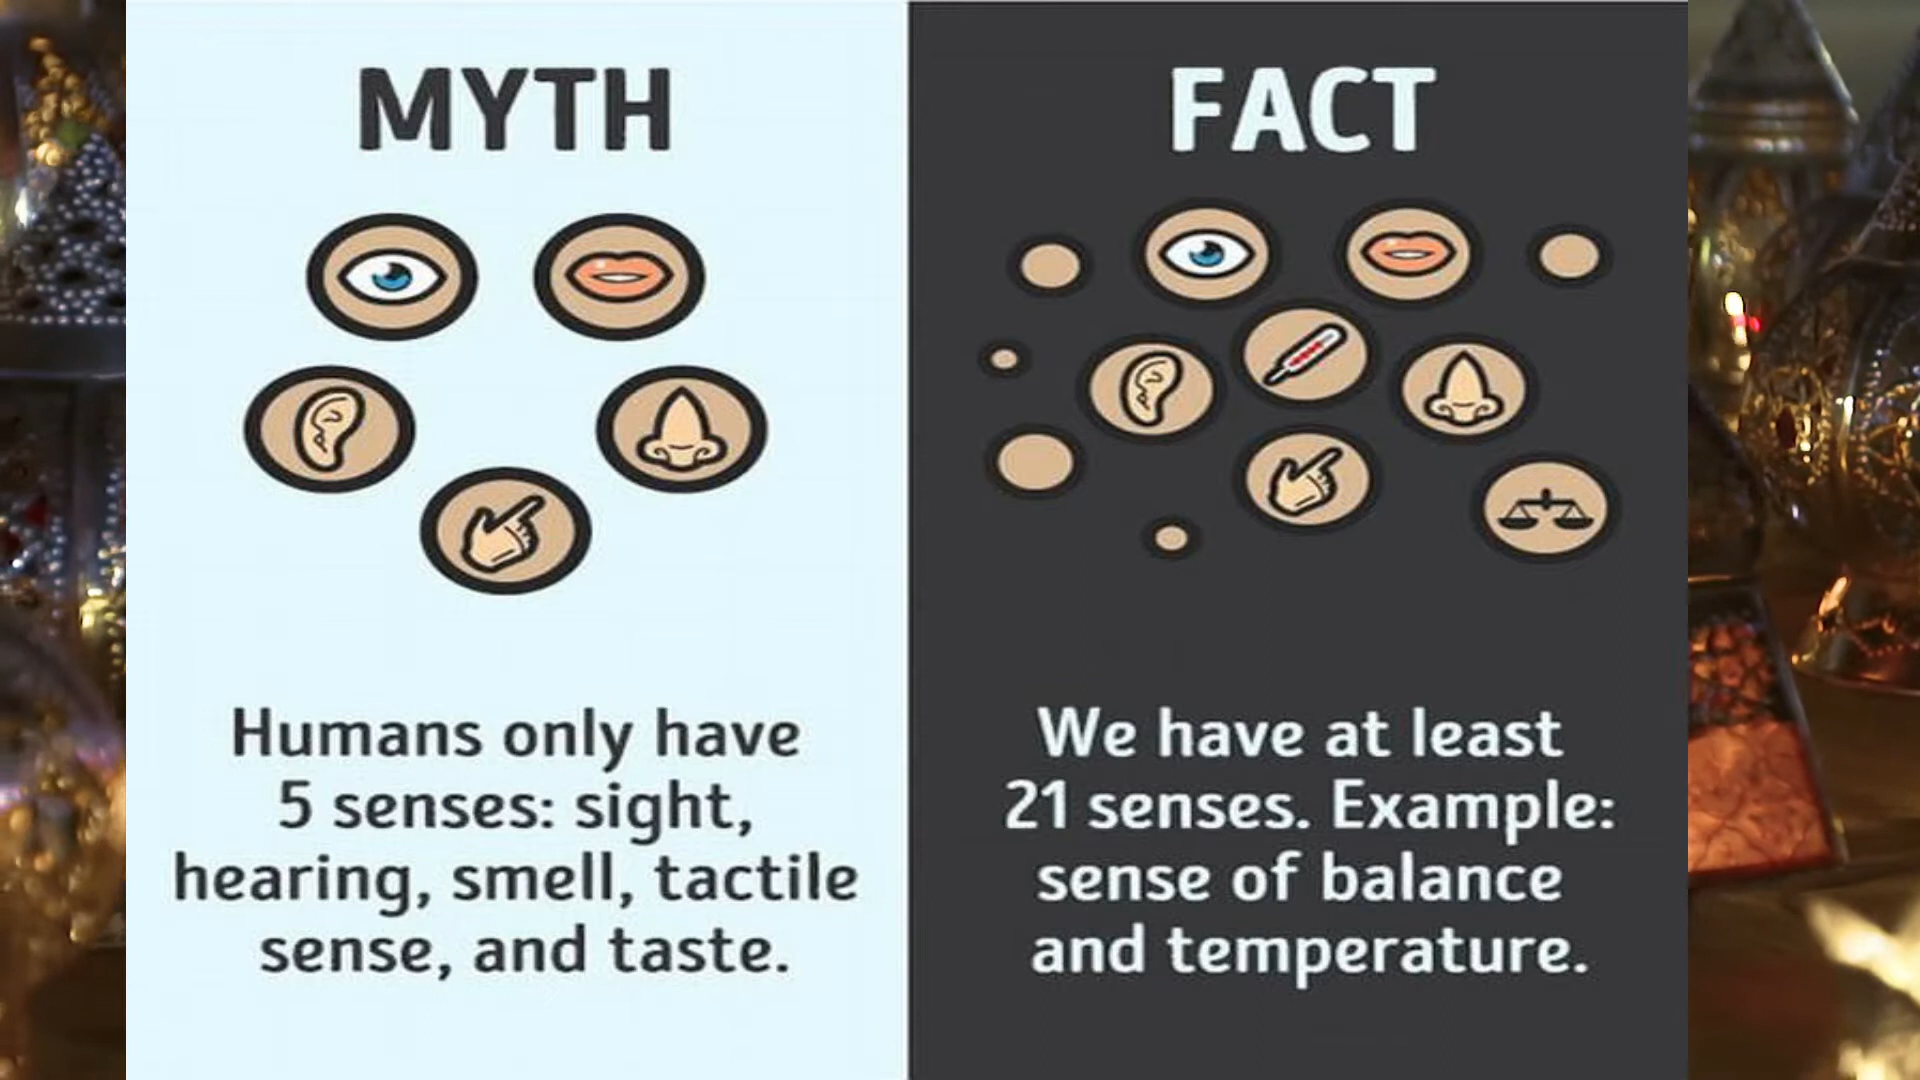 MYTH
Humans only have
5 senses: sight,
hearing, smell, tactile
sense, and taste.
FACT
We have at least
21 senses. Example:
sense of balance
and temperature.